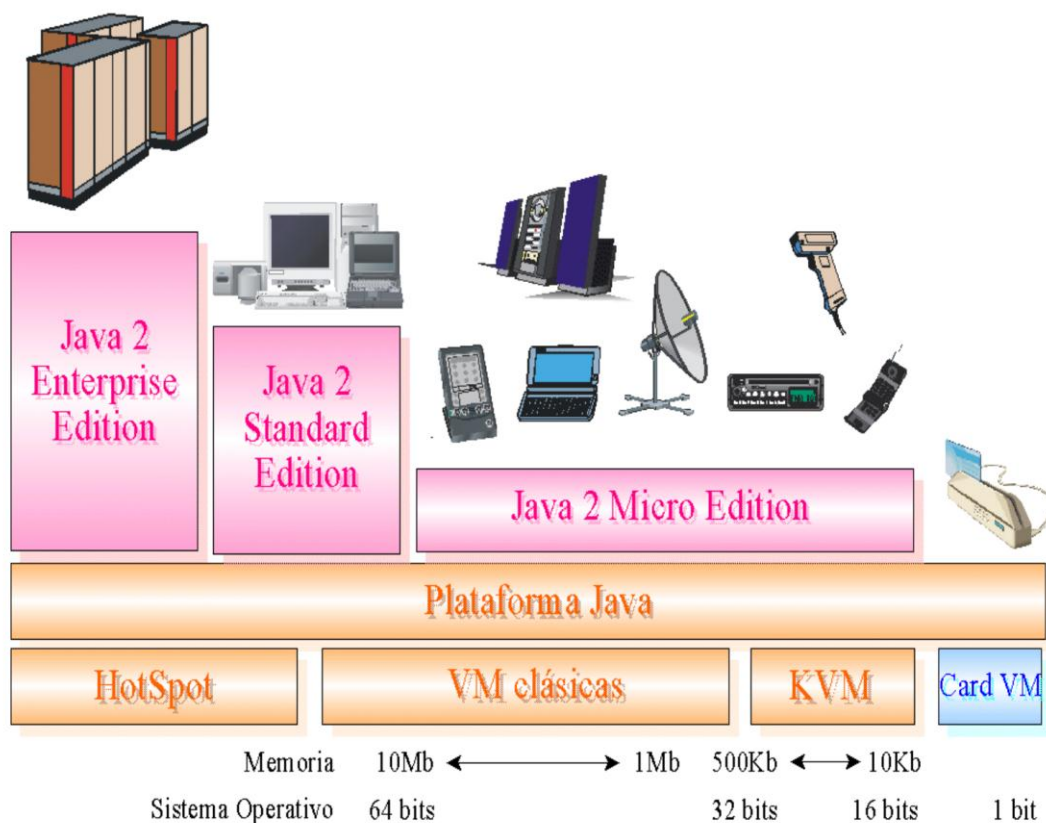 Java 2
Enterprise
Edition
Java 2
Standard
Edition
Java 2 Micro Edition
Plataforma Java
HotSpot
VM clásicas
KVM
Card VM
Memoria 10Mb 1Mb 500Kb 10Kb
Sistema Operativo 64 bits 32 bits 16 bits 1 bit